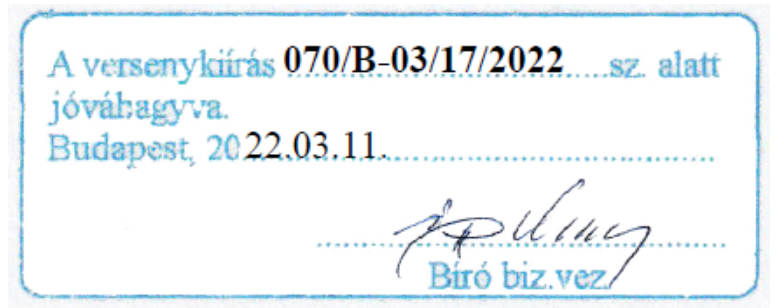 A versenykiírás 070/B-03/17/2022 sz. alatt
jóváhagyva.
Budapest, 2022.03.11.
Bíró biz.vez.